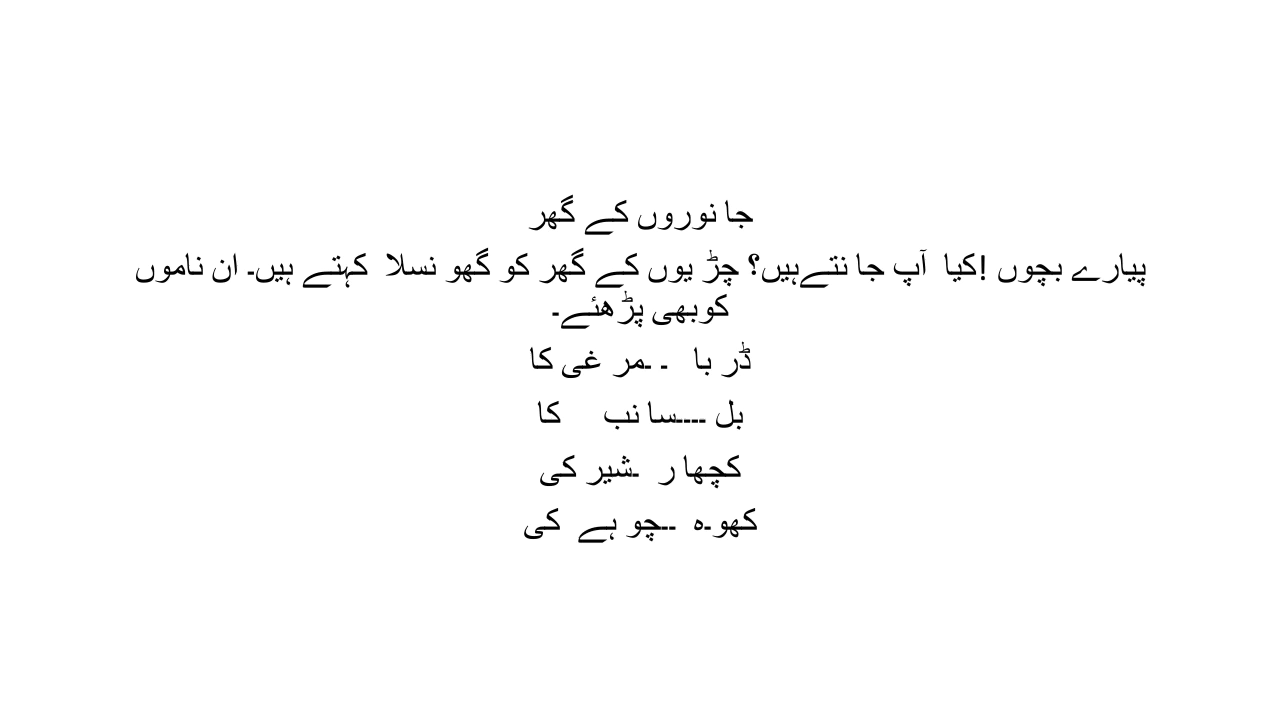 جا نوروں کے گھر
پیارے بچوں !کیا آپ جا نتےہیں؟ چڑ یوں کے گھر کو گھو نسلا کہتے ہیں۔ ان ناموں
کوبھی پڑھئے۔
ڈر با ۔ ۔مر غی کا
بل ۔۔۔۔سا نب کا
کچھا ر ۔شیر کی
کھو۔ہ ۔۔چو ہے کی